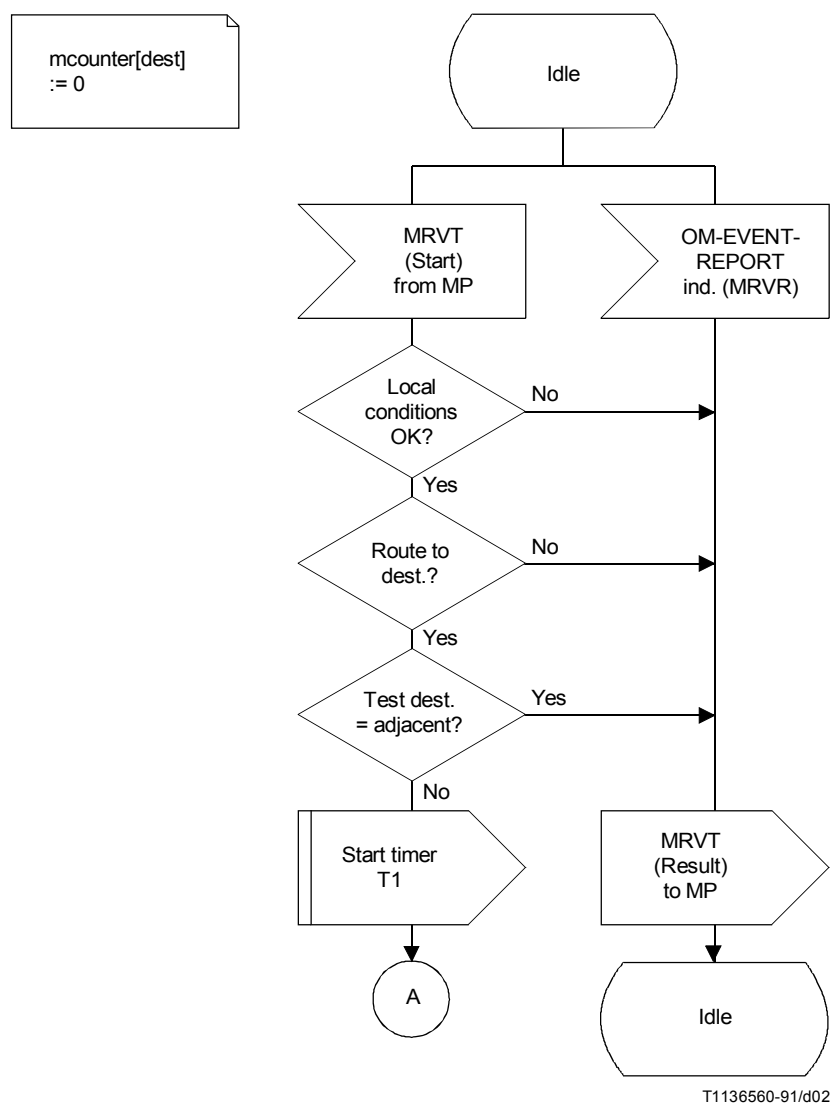 mcounter[dest]
:= 0
Idle
MRVT
(Start)
from MP
OM-EVENT-
REPORT
ind. (MRVR)
Local
conditions
OK?
No
Yes
Route to
dest.?
No
Yes
Test dest.
= adjacent?
Yes
No
Start timer
T1
MRVT
(Result)
to MP
A
Idle
T1136560-91/d02